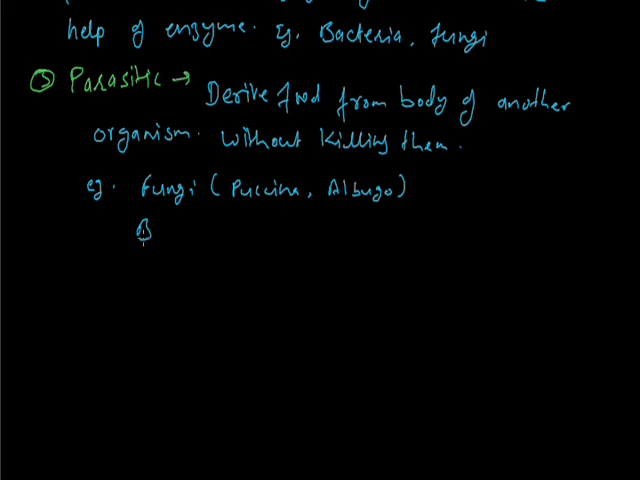 help of enzyme. Eg. Bacteria, Fungi
③ Parasitic → Derive food from body of another
organism. without killing them.
eg. Fungi (Puccina, Albugo)
B